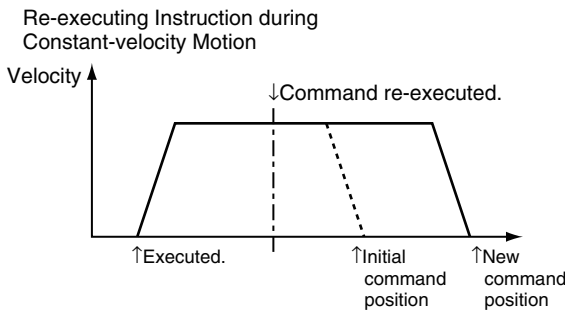 Re-executing Instruction during
Constant-velocity Motion
Velocity
↓Command re-executed.
↑Executed.
↑Initial
command
position
↑New
command
position